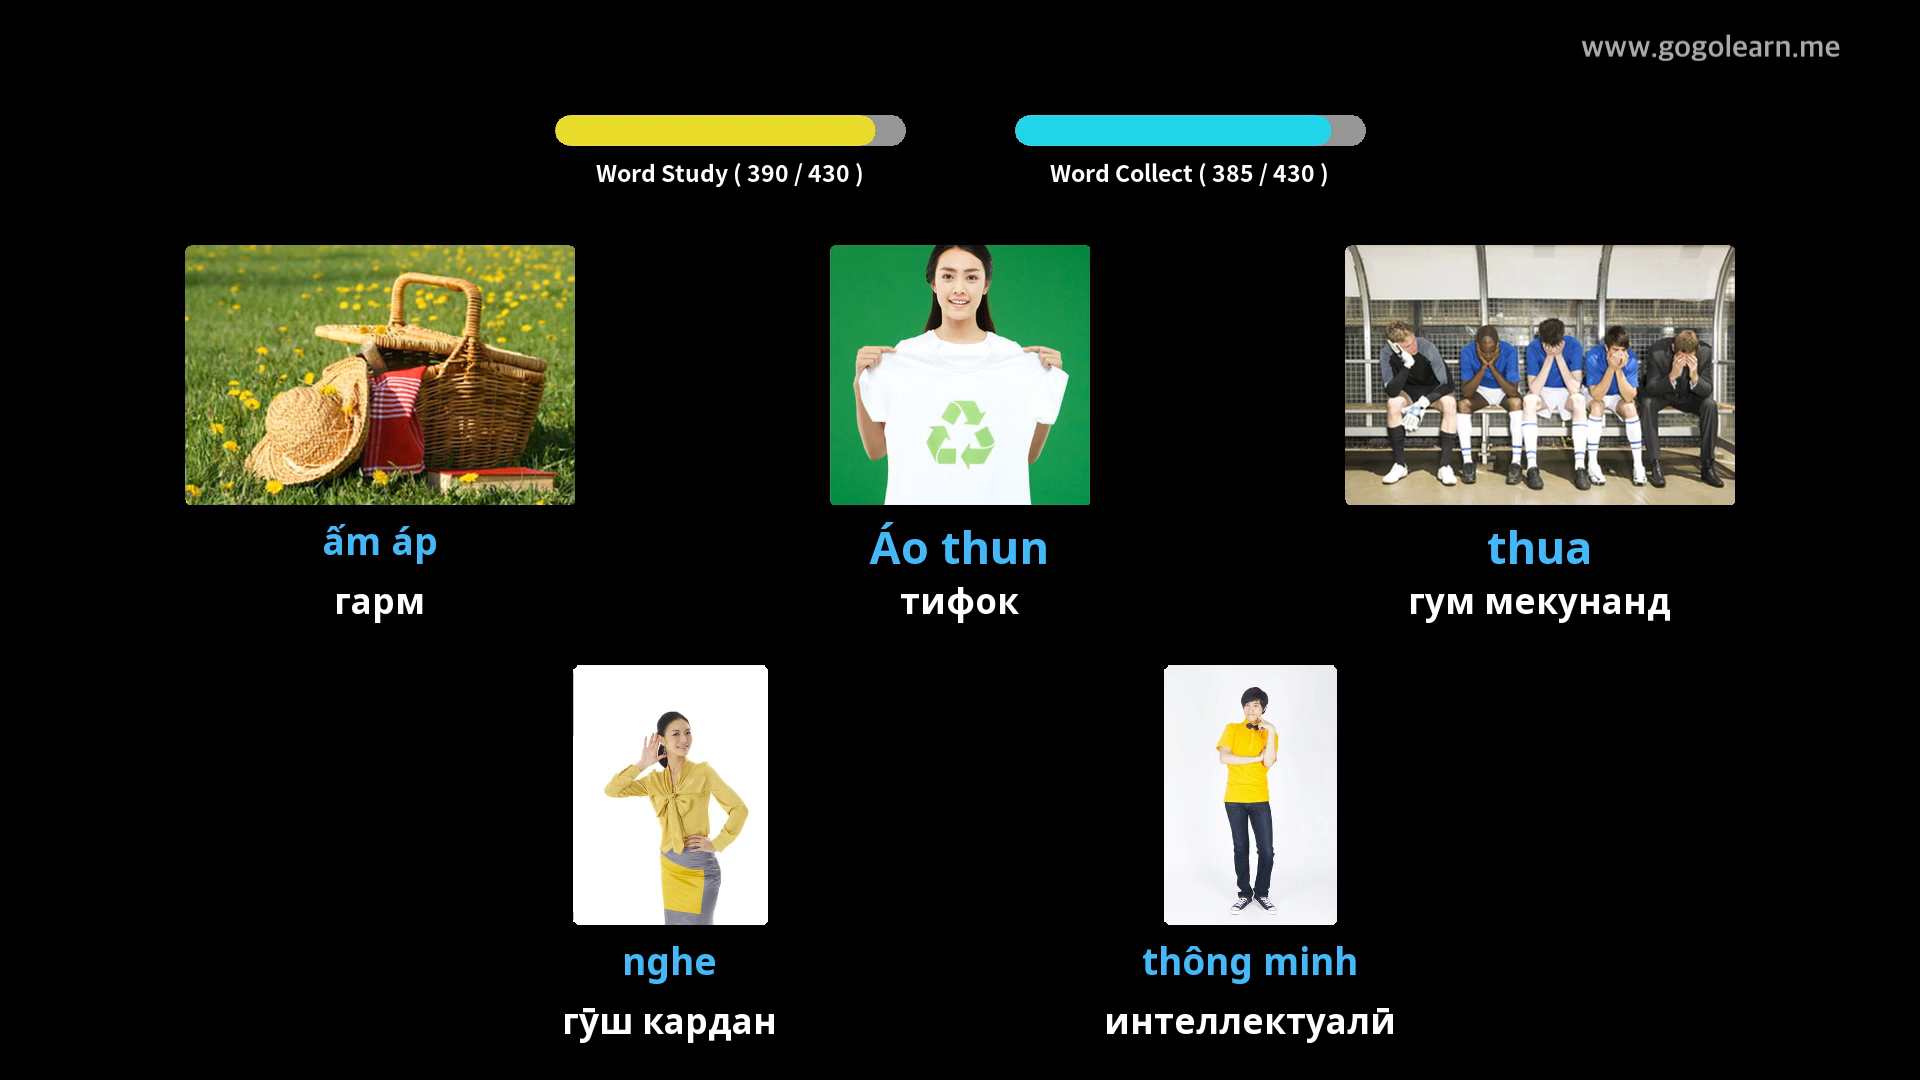 www.gogolearn.me
Word Study ( 390 / 430 )
Word Collect ( 385 / 430 )
ấm áp
гарм
Áo thun
тифок
thua
гум мекунанд
nghe
гӯш кардан
thông minh
интеллектуалӣ